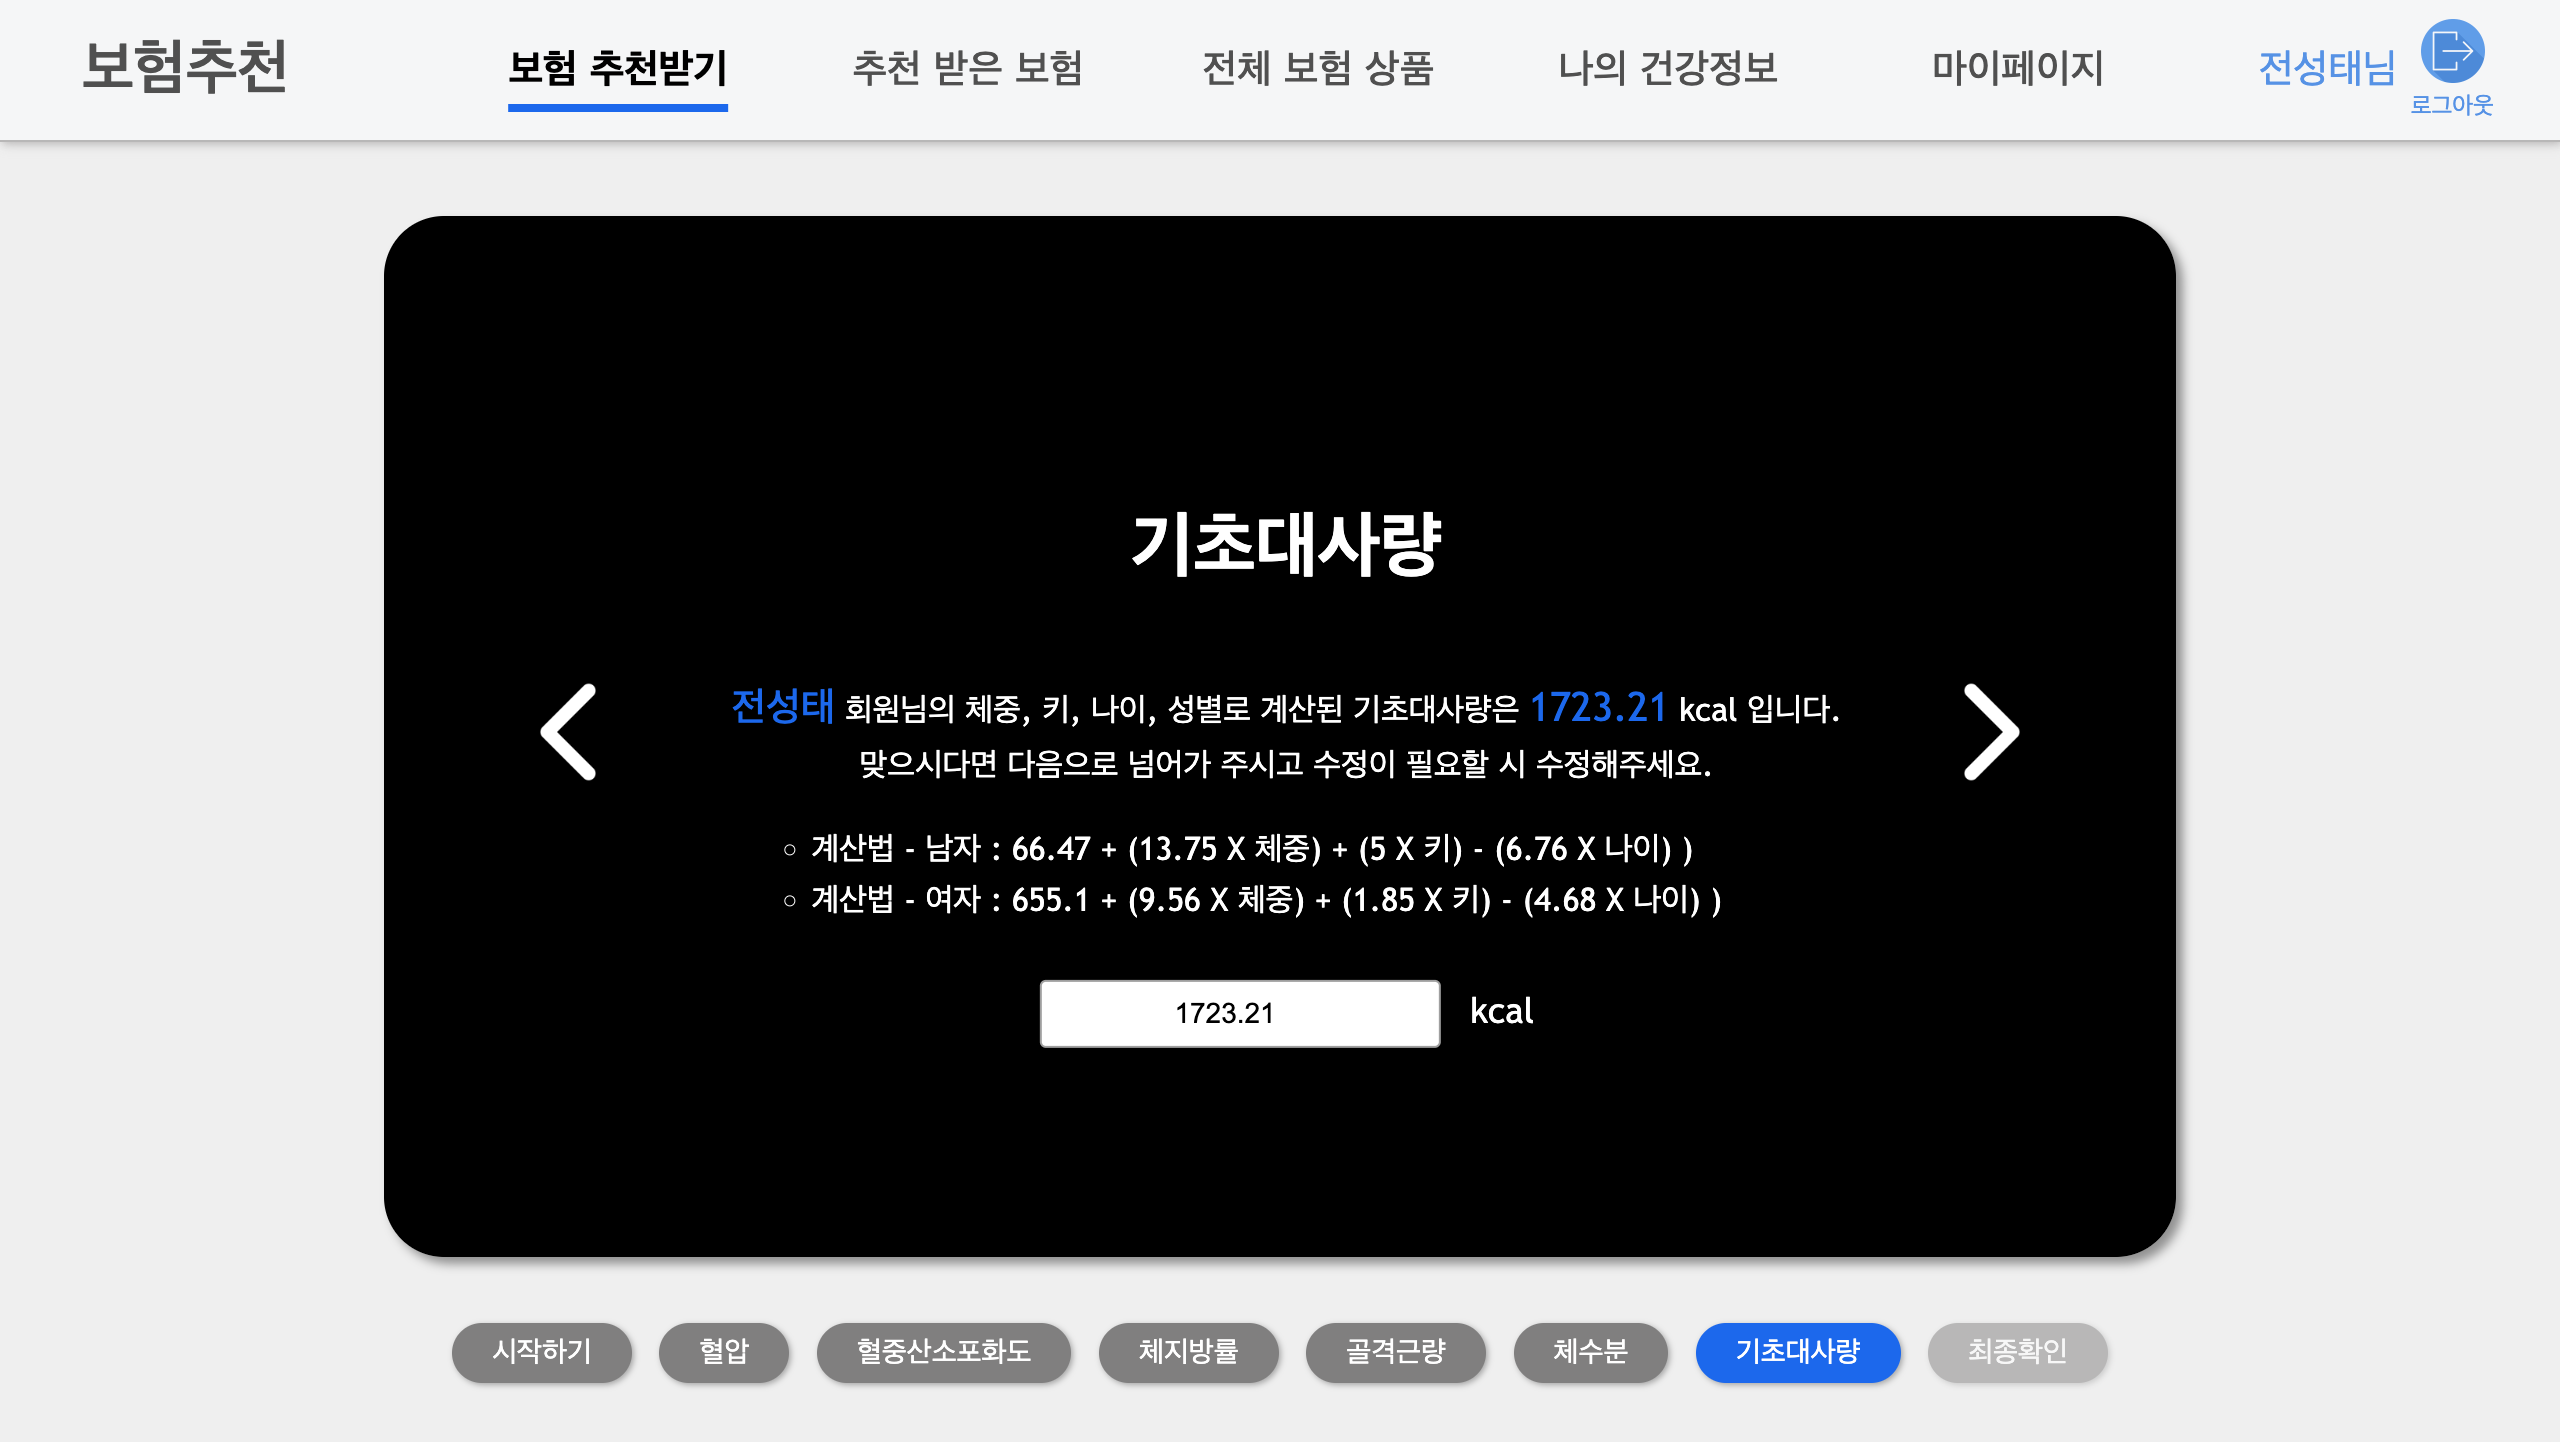 보험추천
보험 추천받기
추천 받은 보험
전체 보험 상품
나의 건강정보
마이페이지
전성태님
로그아웃
기초대사량
전성태 회원님의 체중, 키, 나이, 성별로 계산된 기초대사량은 1723.21 kcal 입니다.
맞으시다면 다음으로 넘어가 주시고 수정이 필요할 시 수정해주세요.
계산법 - 남자 : 66.47 + (13.75 X 체중) + (5 X 키) - (6.76 X 나이) )
계산법 - 여자 : 655.1 + (9.56 X 체중) + (1.85 X 키) - (4.68 X 나이) )
1723.21 kcal
시작하기
혈압
혈중산소포화도
체지방률
골격근량
체수분
기초대사량
최종확인